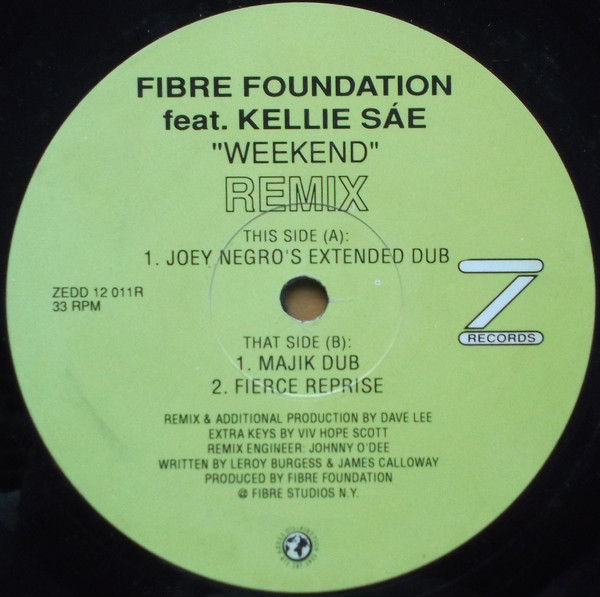 FIBRE FOUNDATION
feat. KELLIE SÁE
"WEEKEND"
REMIX
THIS SIDE (A):
1. JOEY NEGRO'S EXTENDED DUB
ZEDD 12 011R
33 RPM
Z
RECORDS
THAT SIDE (B):
1. MAJIK DUB
2. FIERCE REPRISE
REMIX & ADDITIONAL PRODUCTION BY DAVE LEE
EXTRA KEYS BY VIV HOPE SCOTT
REMIX ENGINEER: JOHNNY O'DEE
WRITTEN BY LEROY BURGESS & JAMES CALLOWAY
PRODUCED BY FIBRE FOUNDATION
@ FIBRE STUDIOS N.Y.